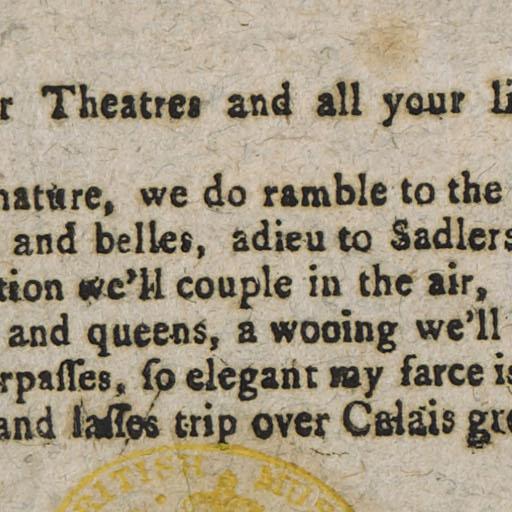 r Theatres and all your li
nature, we do ramble to the
and belles, adieu to Sadlers
tion we'll couple in the air,
and queens, a wooing we'll
rpaſſes, ſo elegant my farce is
and laſſes trip over Calais gre
BRITISH MUS